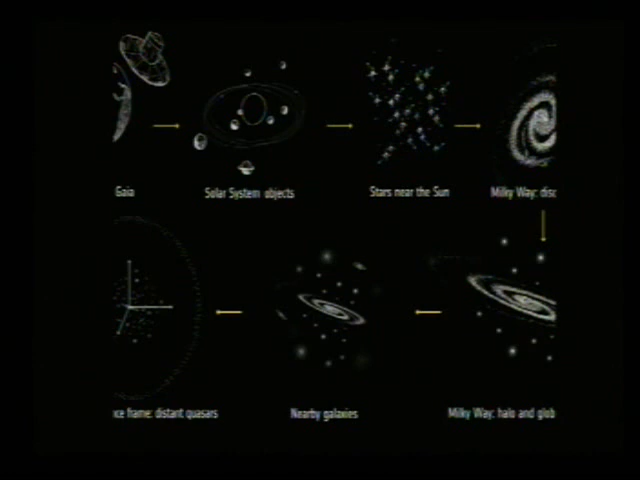 Gaia
Solar System objects
Stars near the Sun
Milky Way: disc
ce frame: distant quasars
Nearby galaxies
Milky Way: halo and glob